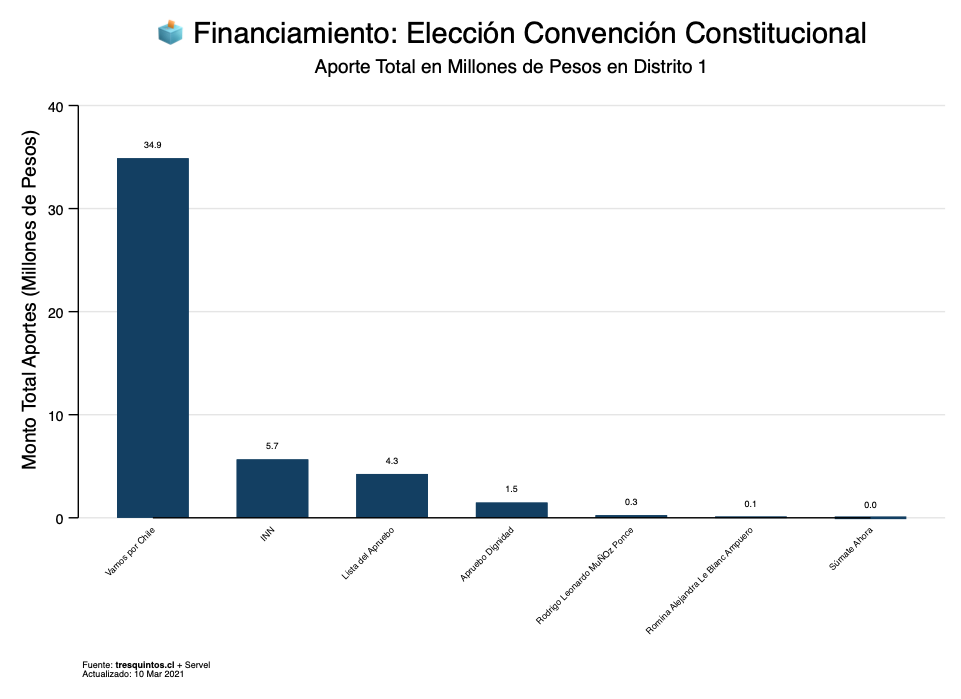 Financiamiento: Elección Convención Constitucional
Aporte Total en Millones de Pesos en Distrito 1
Monto Total Aportes (Millones de Pesos)
40
30
20
10
0
34.9
5.7
4.3
1.5
0.3
0.1
0.0
Vamos por Chile
INN
Lista del Apruebo
Apruebo Dignidad
Rodrigo Leonardo MuÑOz Ponce
Romina Alejandra Le Blanc Ampuero
Súmate Ahora
Fuente: tresquintos.cl + Servel
Actualizado: 10 Mar 2021